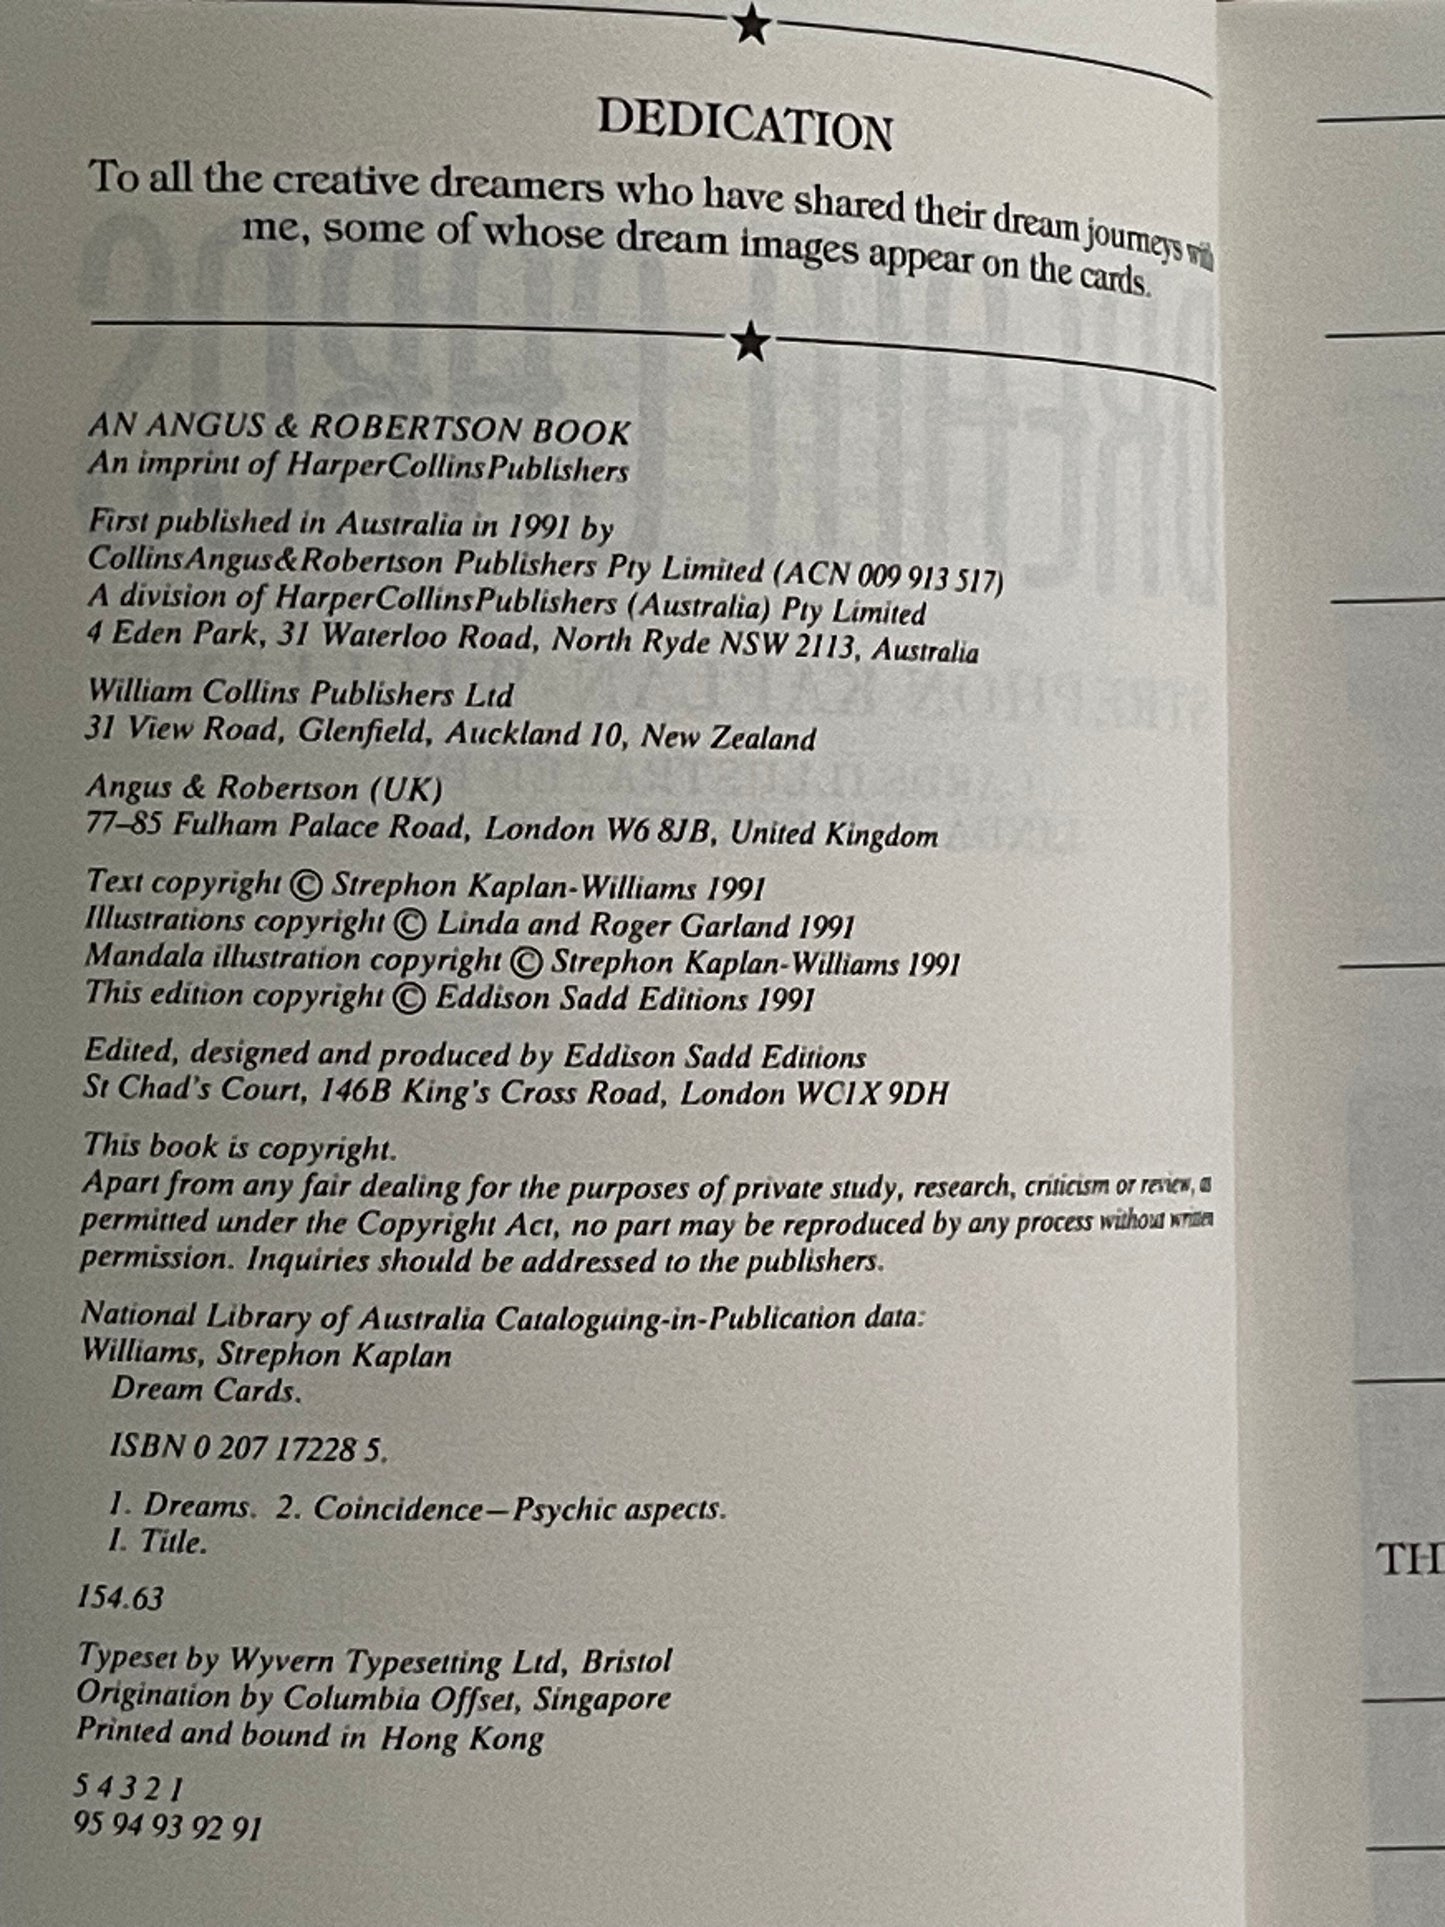 DEDICATION
To all the creative dreamers who have shared their dream journeys with
me, some of whose dream images appear on the cards.
AN ANGUS & ROBERTSON BOOK
An imprint of HarperCollinsPublishers
First published in Australia in 1991 by
CollinsAngus&Robertson Publishers Pty Limited (ACN 009 913 517)
A division of HarperCollinsPublishers (Australia) Pty Limited
4 Eden Park, 31 Waterloo Road, North Ryde NSW 2113, Australia
William Collins Publishers Ltd
31 View Road, Glenfield, Auckland 10, New Zealand
Angus & Robertson (UK)
77–85 Fulham Palace Road, London W6 8JB, United Kingdom
Text copyright © Strephon Kaplan-Williams 1991
Illustrations copyright © Linda and Roger Garland 1991
Mandala illustration copyright © Strephon Kaplan-Williams 1991
This edition copyright © Eddison Sadd Editions 1991
Edited, designed and produced by Eddison Sadd Editions
St Chad's Court, 146B King's Cross Road, London WC1X 9DH
This book is copyright.
Apart from any fair dealing for the purposes of private study, research, criticism or review, as
permitted under the Copyright Act, no part may be reproduced by any process without written
permission. Inquiries should be addressed to the publishers.
National Library of Australia Cataloguing-in-Publication data:
Williams, Strephon Kaplan
Dream Cards.
ISBN 0 207 17228 5.
1. Dreams. 2. Coincidence—Psychic aspects.
I. Title.
154.63
Typeset by Wyvern Typesetting Ltd, Bristol
Origination by Columbia Offset, Singapore
Printed and bound in Hong Kong
5 4 3 2 1
95 94 93 92 91
TH